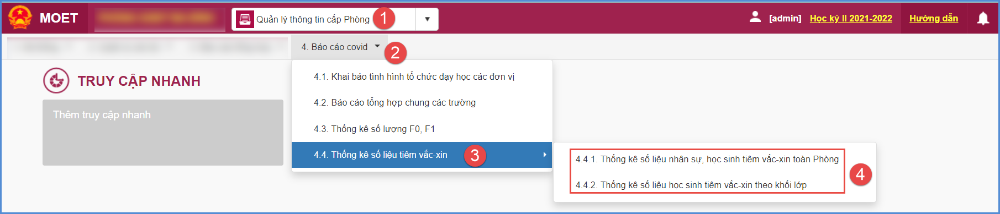 MOET
Quản lý thông tin cấp Phòng 1
[admin] Học kỳ II 2021-2022 Hướng dẫn
4. Báo cáo covid 2
TRUY CẬP NHANH
Thêm truy cập nhanh
4.1. Khai báo tình hình tổ chức dạy học các đơn vị
4.2. Báo cáo tổng hợp chung các trường
4.3. Thống kê số lượng F0, F1
4.4. Thống kê số liệu tiêm vắc-xin 3
4.4.1. Thống kê số liệu nhân sự, học sinh tiêm vắc-xin toàn Phòng
4.4.2. Thống kê số liệu học sinh tiêm vắc-xin theo khối lớp
4